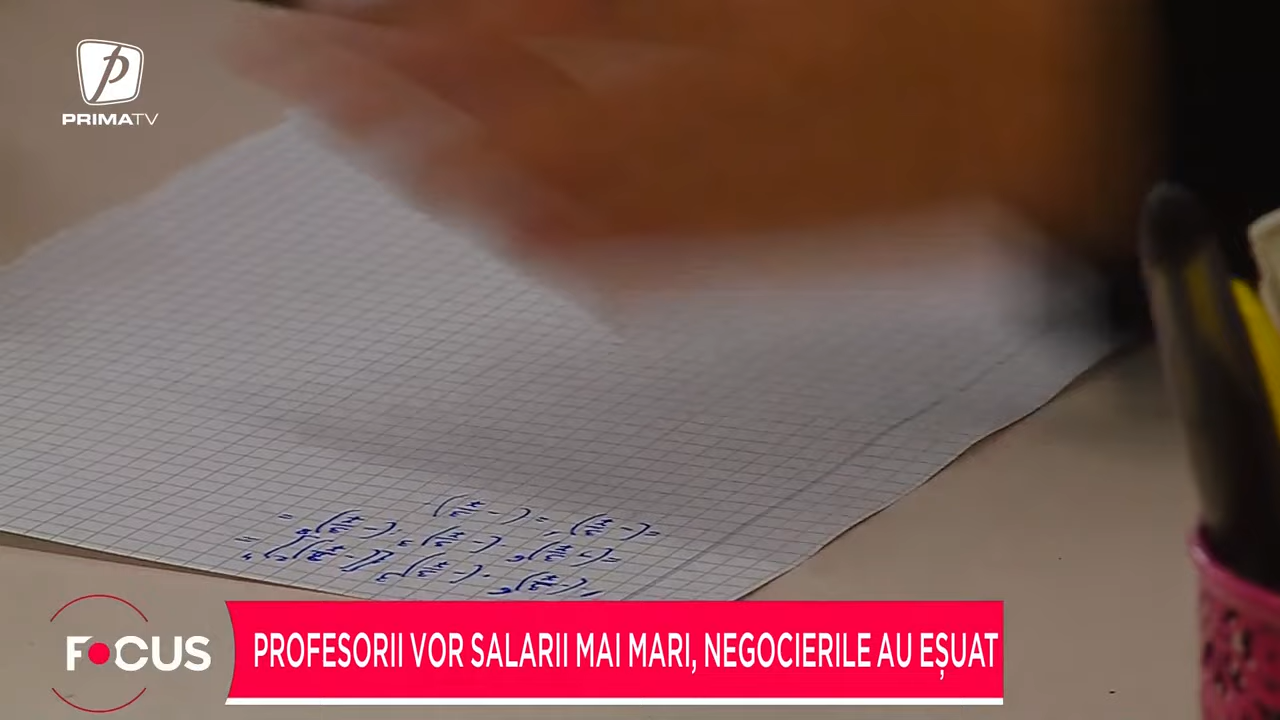 PRIMATV
FOCUS
PROFESORII VOR SALARII MAI MARI, NEGOCIERILE AU EȘUAT